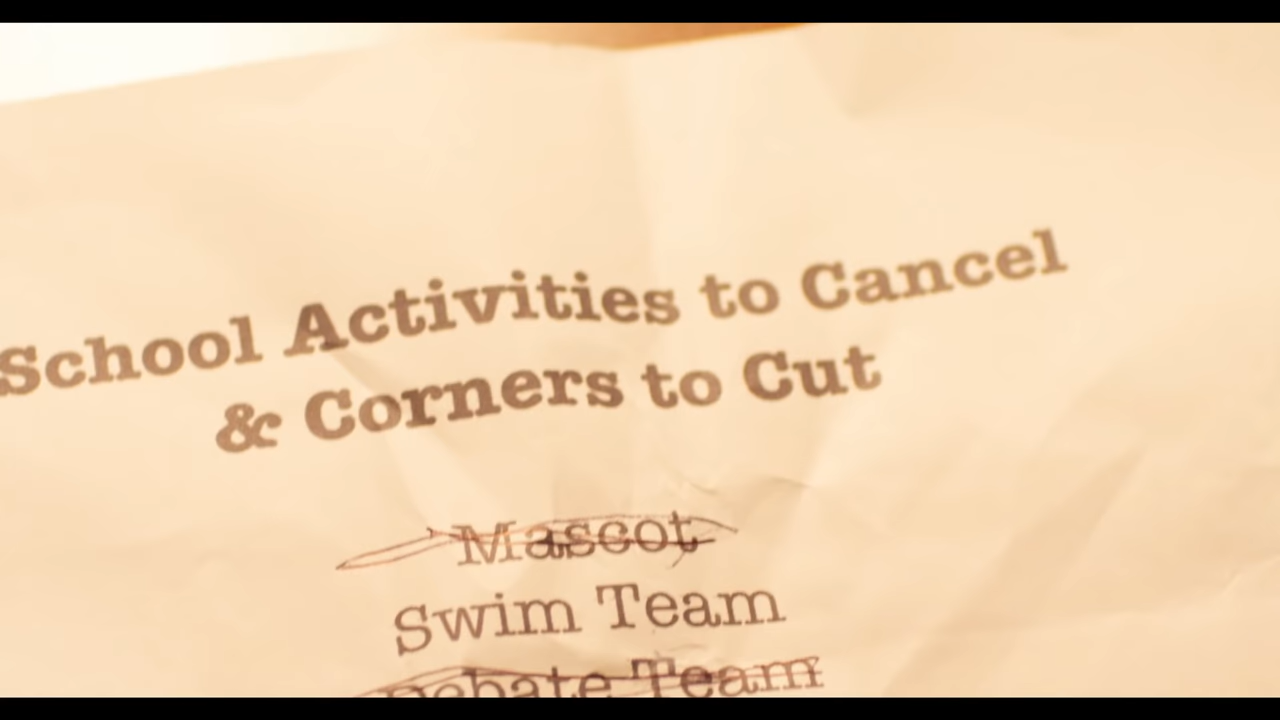 School Activities to Cancel
& Corners to Cut
Mascot
Swim Team
Debate Team